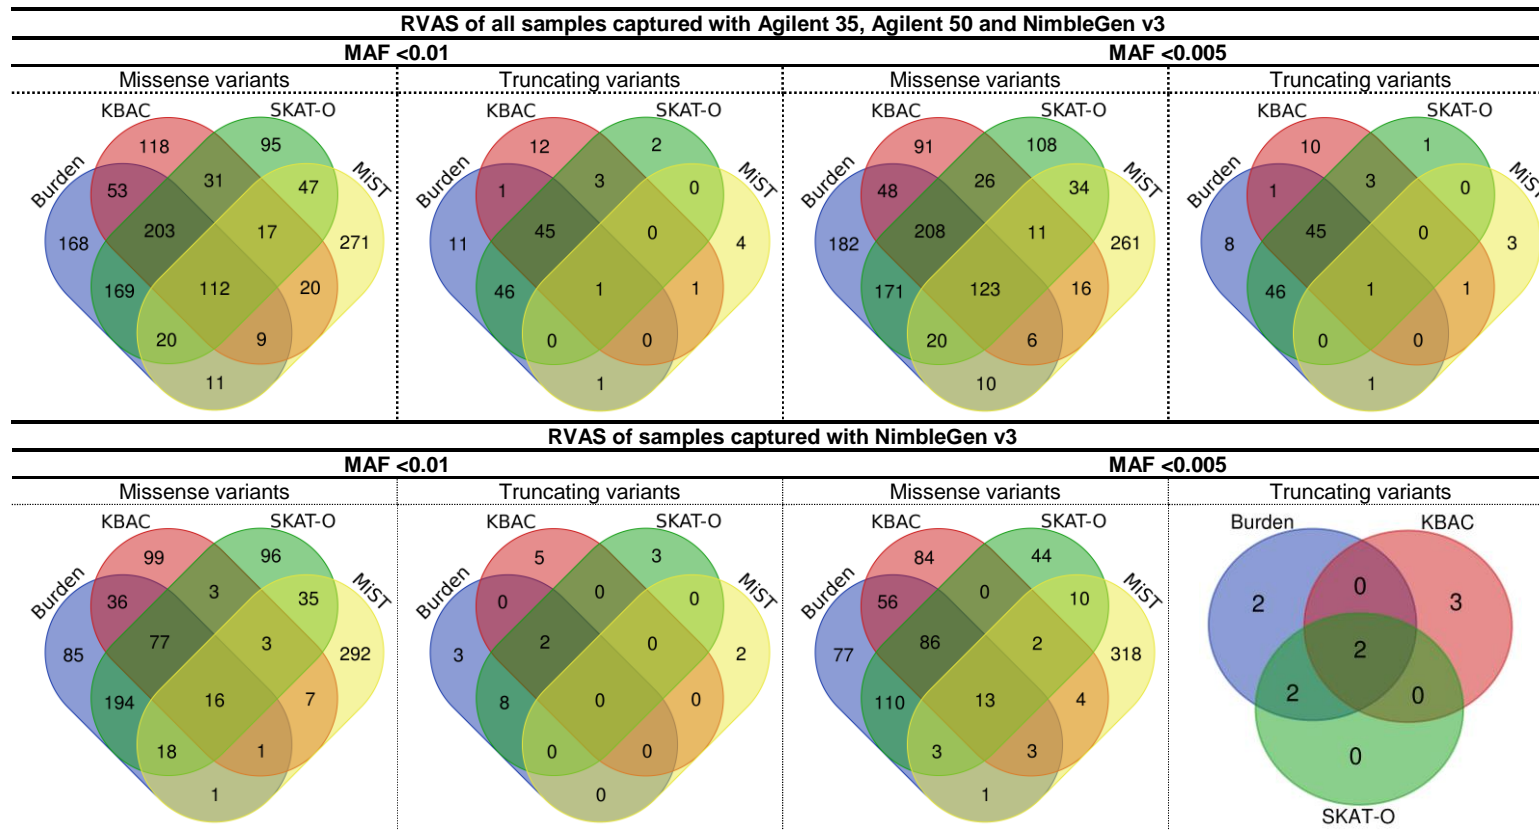 RVAS of all samples captured with Agilent 35, Agilent 50 and NimbleGen v3
MAF <0.01 MAF <0.005
Missense variants Truncating variants Missense variants Truncating variants
KBAC SKAT-O KBAC SKAT-O KBAC SKAT-O KBAC SKAT-O
Burden MiST Burden MiST Burden MiST Burden MiST
118 95 12 2 91 108 10 1
53 31 47 1 3 0 48 26 34 1 3 0
168 203 17 271 11 45 0 4 182 208 11 261 8 45 0 3
169 112 20 46 1 1 171 123 16 46 1 1
20 9 0 0 20 6 0 0
11 1 10 1
RVAS of samples captured with NimbleGen v3
MAF <0.01 MAF <0.005
Missense variants Truncating variants Missense variants Truncating variants
KBAC SKAT-O KBAC SKAT-O KBAC SKAT-O Burden KBAC
Burden MiST Burden MiST Burden MiST
99 96 5 3 84 44
36 3 35 0 0 0 56 0 10 2 0 3
85 77 3 292 3 2 0 2 77 86 2 318 2
194 16 7 8 0 0 110 13 4 2 0
18 1 0 0 3 3 0
1 0 1
SKAT-O